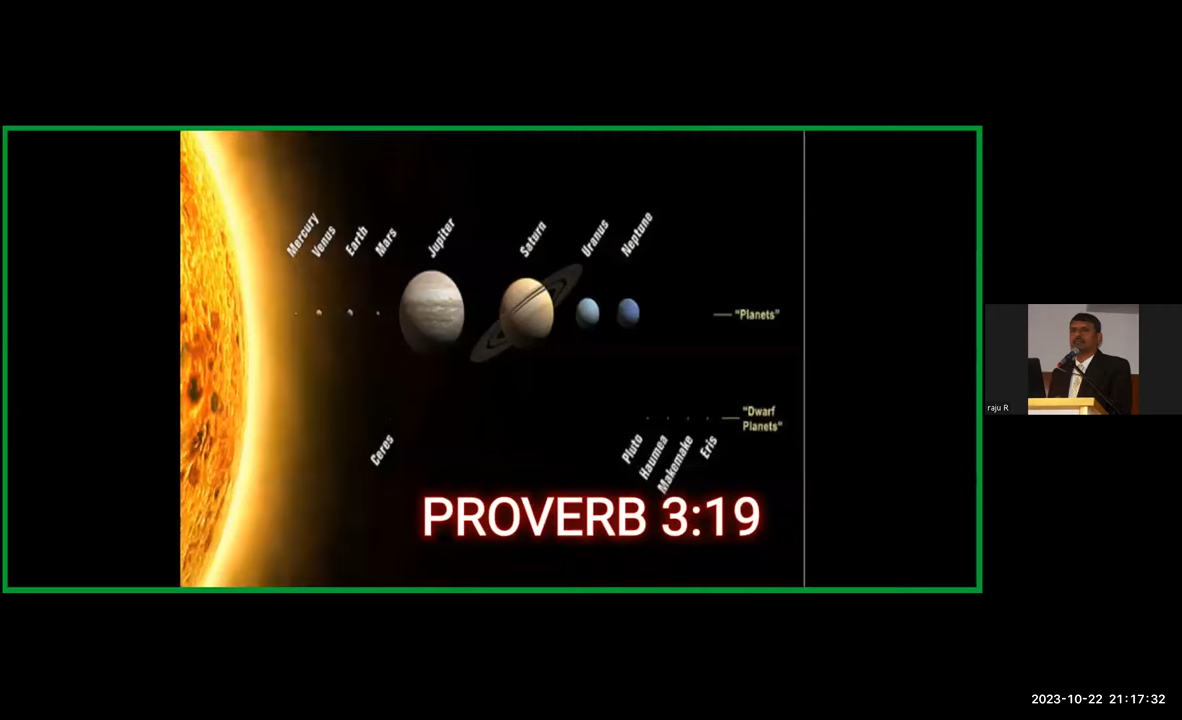 Mercury
Venus
Earth
Mars
Jupiter
Saturn
Uranus
Neptune
"Planets"
"Dwarf
Planets"
Ceres
Pluto
Haumea
Makemake
Eris
PROVERB 3:19
raju R
2023-10-22 21:17:32